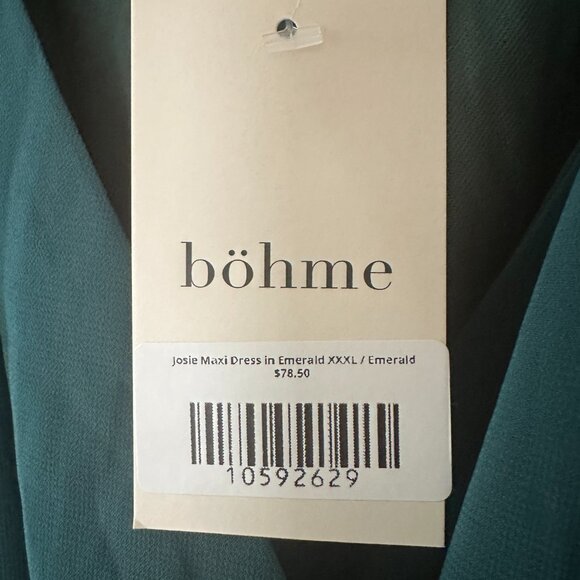 böhme
Josie Maxi Dress in Emerald XXXL / Emerald
$78.50
10592629